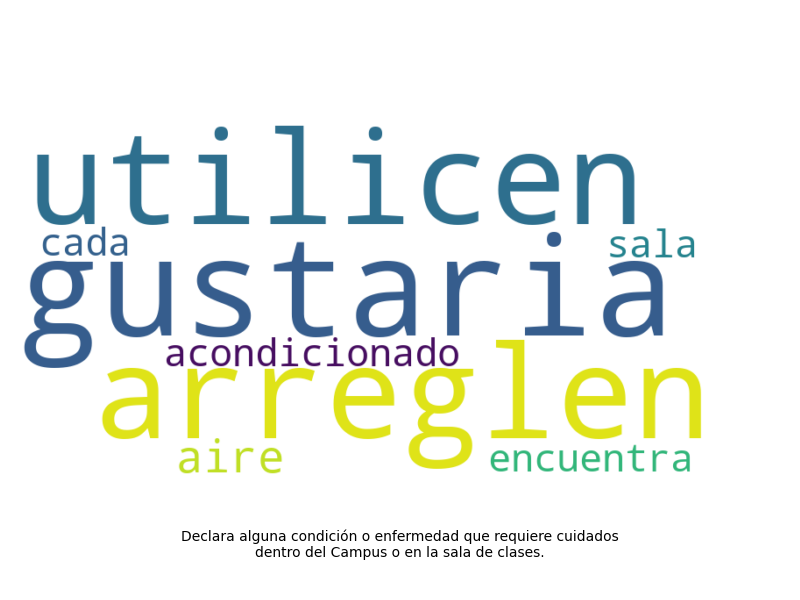 utilicen
cada
sala
gustaria
acondicionado
arreglen
aire
encuentra
Declara alguna condición o enfermedad que requiere cuidados
dentro del Campus o en la sala de clases.